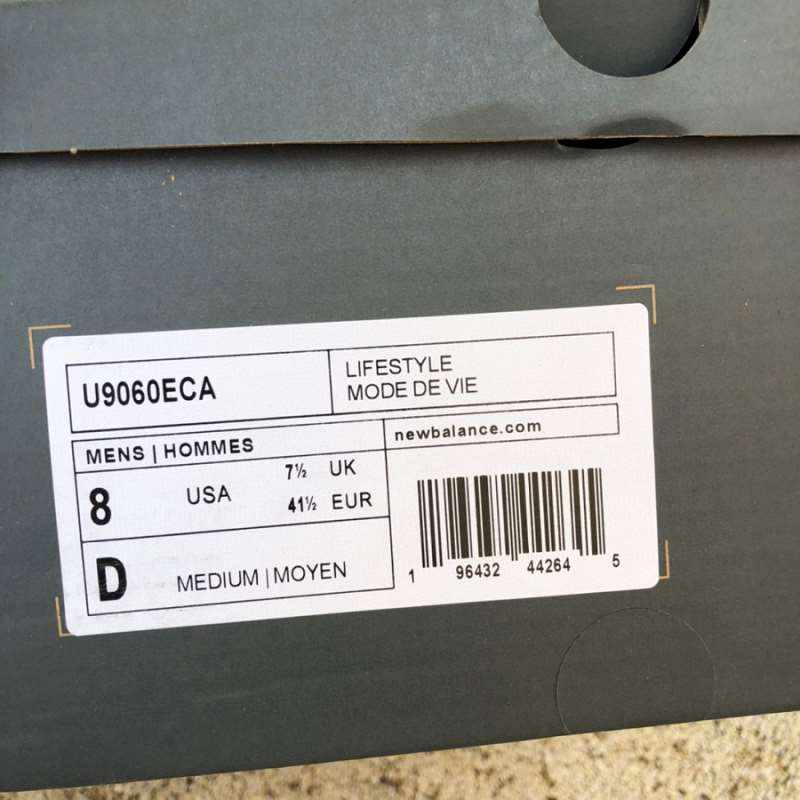 U9060ECA
LIFESTYLE
MODE DE VIE
MENS | HOMMES
newbalance.com
8 USA
7½ UK
41½ EUR
D MEDIUM | MOYEN
1 96432 44264 5